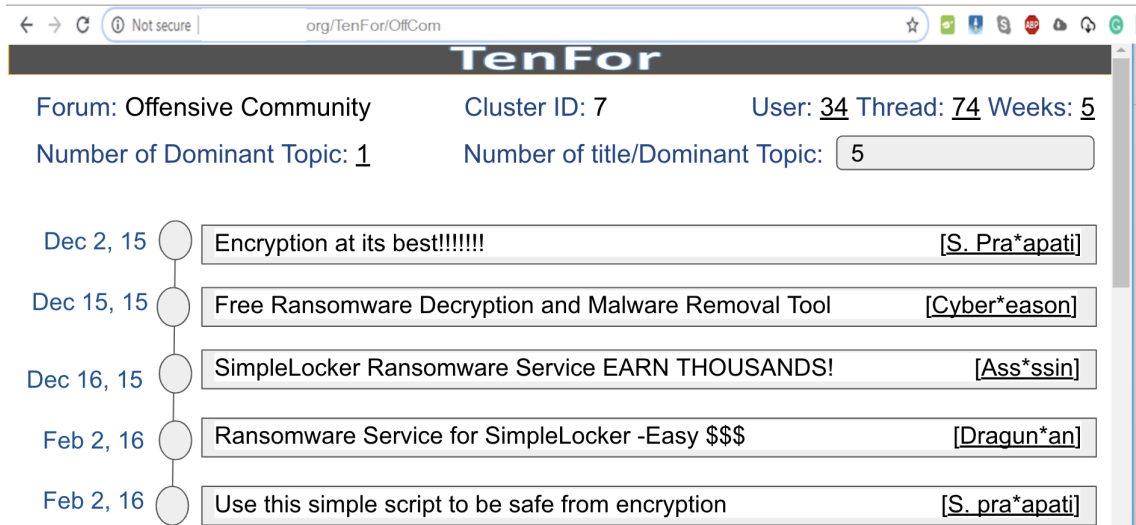 Not secure org/TenFor/OffCom
TenFor
Forum: Offensive Community Cluster ID: 7 User: 34 Thread: 74 Weeks: 5
Number of Dominant Topic: 1 Number of title/Dominant Topic: 5
Dec 2, 15 Encryption at its best!!!!!!! [S. Pra*apati]
Dec 15, 15 Free Ransomware Decryption and Malware Removal Tool [Cyber*eason]
Dec 16, 15 SimpleLocker Ransomware Service EARN THOUSANDS! [Ass*ssin]
Feb 2, 16 Ransomware Service for SimpleLocker -Easy $$$ [Dragun*an]
Feb 2, 16 Use this simple script to be safe from encryption [S. pra*apati]